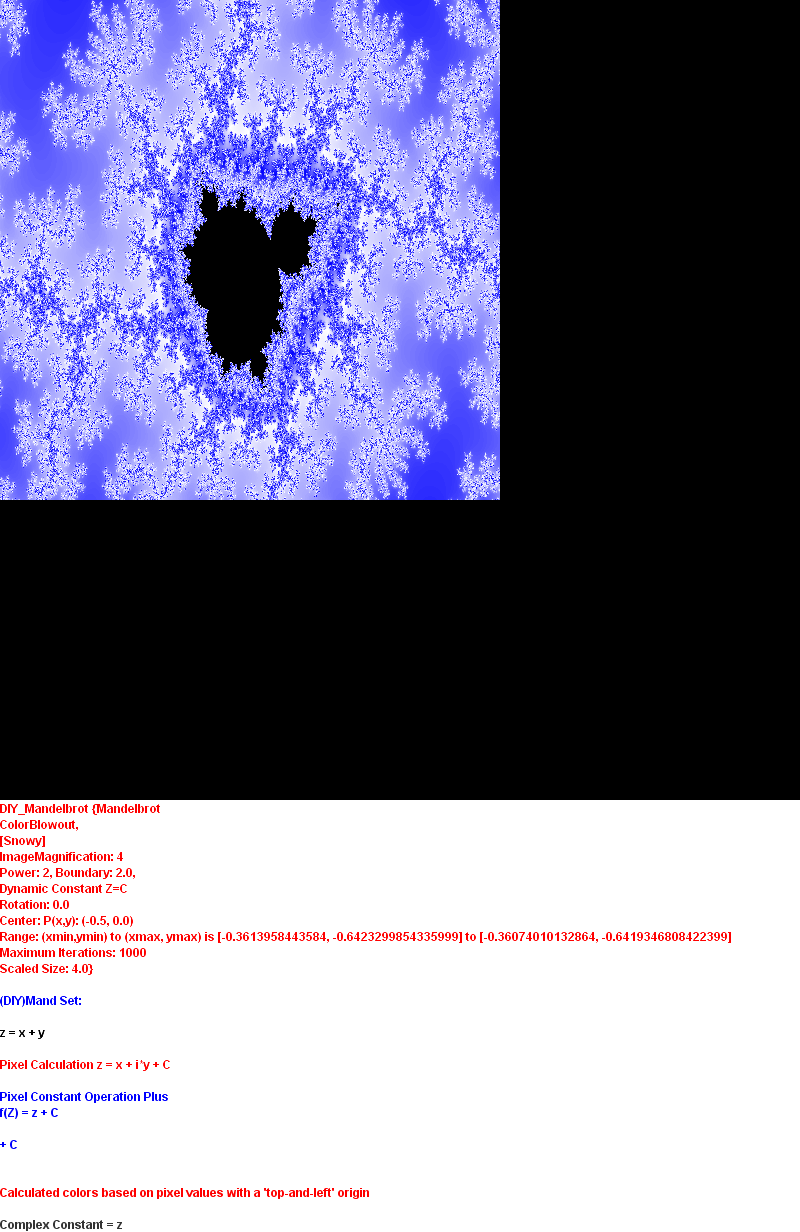 DIY_Mandelbrot {Mandelbrot
ColorBlowout,
[Snowy]
ImageMagnification: 4
Power: 2, Boundary: 2.0,
Dynamic Constant Z=C
Rotation: 0.0
Center: P(x,y): (-0.5, 0.0)
Range: (xmin,ymin) to (xmax, ymax) is [-0.3613958443584, -0.6423299854335999] to [-0.36074010132864, -0.6419346808422399]
Maximum Iterations: 1000
Scaled Size: 4.0}
(DIY)Mand Set:
z = x + y
Pixel Calculation z = x + i*y + C
Pixel Constant Operation Plus
f(Z) = z + C
+ C
Calculated colors based on pixel values with a 'top-and-left' origin
Complex Constant = z